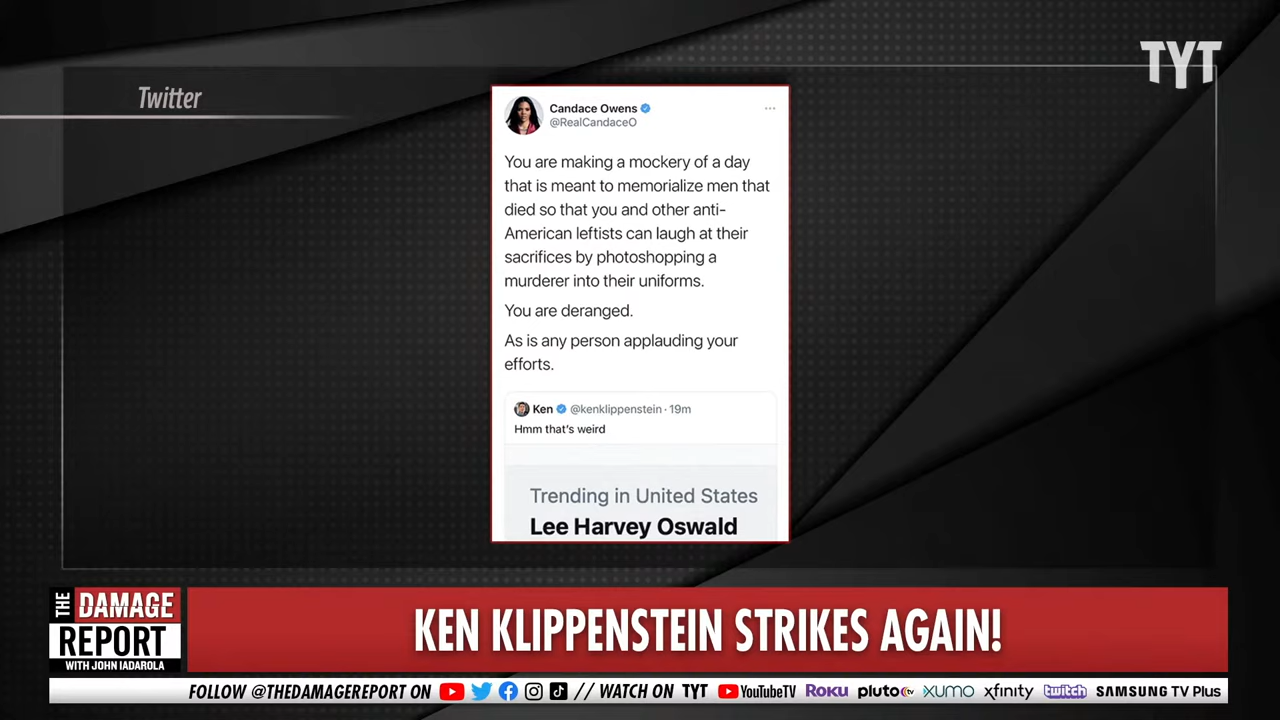 TYT
Twitter
Candace Owens
@RealCandaceO
You are making a mockery of a day
that is meant to memorialize men that
died so that you and other anti-
American leftists can laugh at their
sacrifices by photoshopping a
murderer into their uniforms.
You are deranged.
As is any person applauding your
efforts.
Ken @kenklippenstein · 19m
Hmm that's weird
Trending in United States
Lee Harvey Oswald
THE DAMAGE
REPORT
WITH JOHN IADAROLA
KEN KLIPPENSTEIN STRIKES AGAIN!
FOLLOW @THEDAMAGEREPORT ON // WATCH ON TYT YouTubeTV Roku pluto tv XUMO xfinity twitch SAMSUNG TV Plus